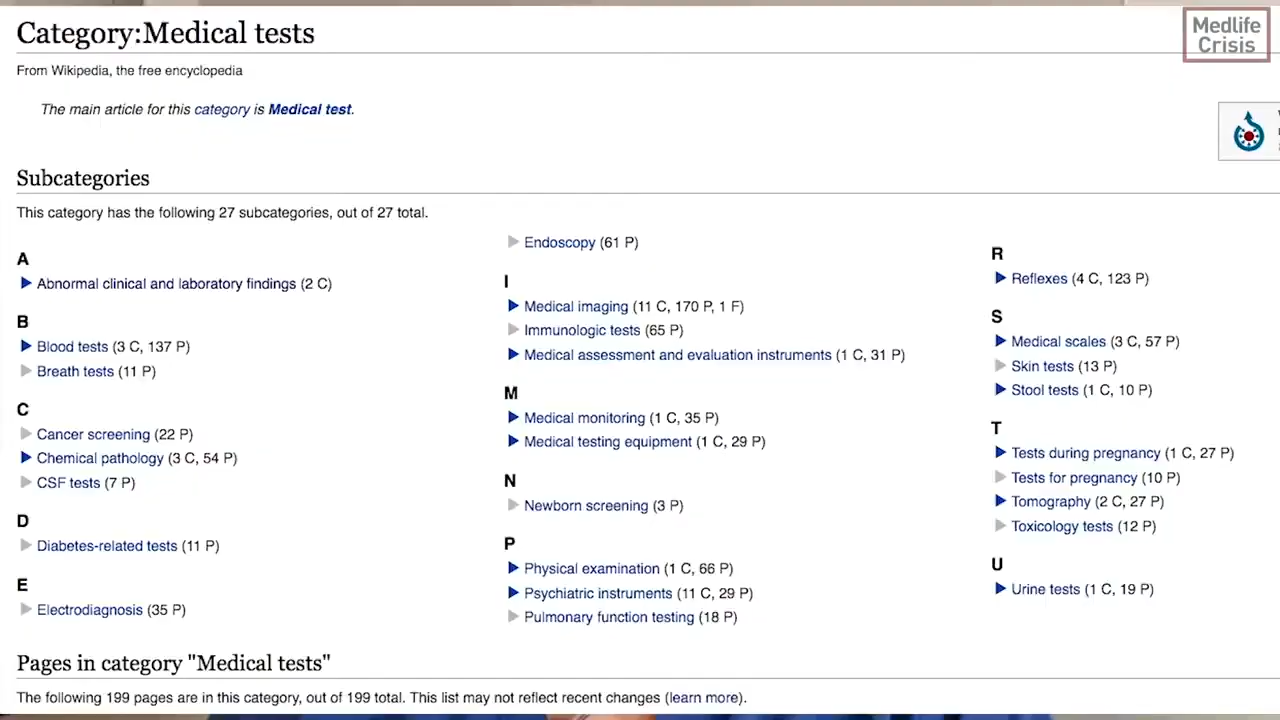 Category:Medical tests
Medlife
Crisis
From Wikipedia, the free encyclopedia
The main article for this category is Medical test.
Subcategories
This category has the following 27 subcategories, out of 27 total.
A
Abnormal clinical and laboratory findings (2 C)
B
Blood tests (3 C, 137 P)
Breath tests (11 P)
C
Cancer screening (22 P)
Chemical pathology (3 C, 54 P)
CSF tests (7 P)
D
Diabetes-related tests (11 P)
E
Electrodiagnosis (35 P)
Endoscopy (61 P)
I
Medical imaging (11 C, 170 P, 1 F)
Immunologic tests (65 P)
Medical assessment and evaluation instruments (1 C, 31 P)
M
Medical monitoring (1 C, 35 P)
Medical testing equipment (1 C, 29 P)
N
Newborn screening (3 P)
P
Physical examination (1 C, 66 P)
Psychiatric instruments (11 C, 29 P)
Pulmonary function testing (18 P)
R
Reflexes (4 C, 123 P)
S
Medical scales (3 C, 57 P)
Skin tests (13 P)
Stool tests (1 C, 10 P)
T
Tests during pregnancy (1 C, 27 P)
Tests for pregnancy (10 P)
Tomography (2 C, 27 P)
Toxicology tests (12 P)
U
Urine tests (1 C, 19 P)
Pages in category "Medical tests"
The following 199 pages are in this category, out of 199 total. This list may not reflect recent changes (learn more).